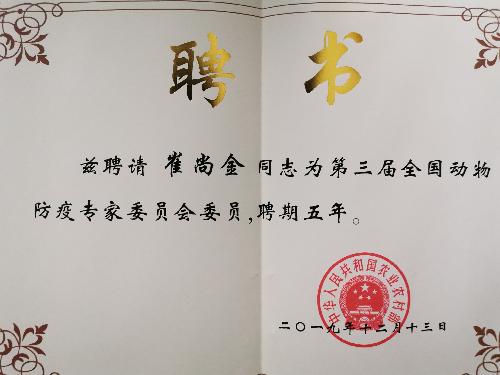 聘 书
兹聘请 崔尚金 同志为第三届全国动物
防疫专家委员会委员,聘期五年。
中华人民共和国农业农村部
二〇一九年十二月十三日